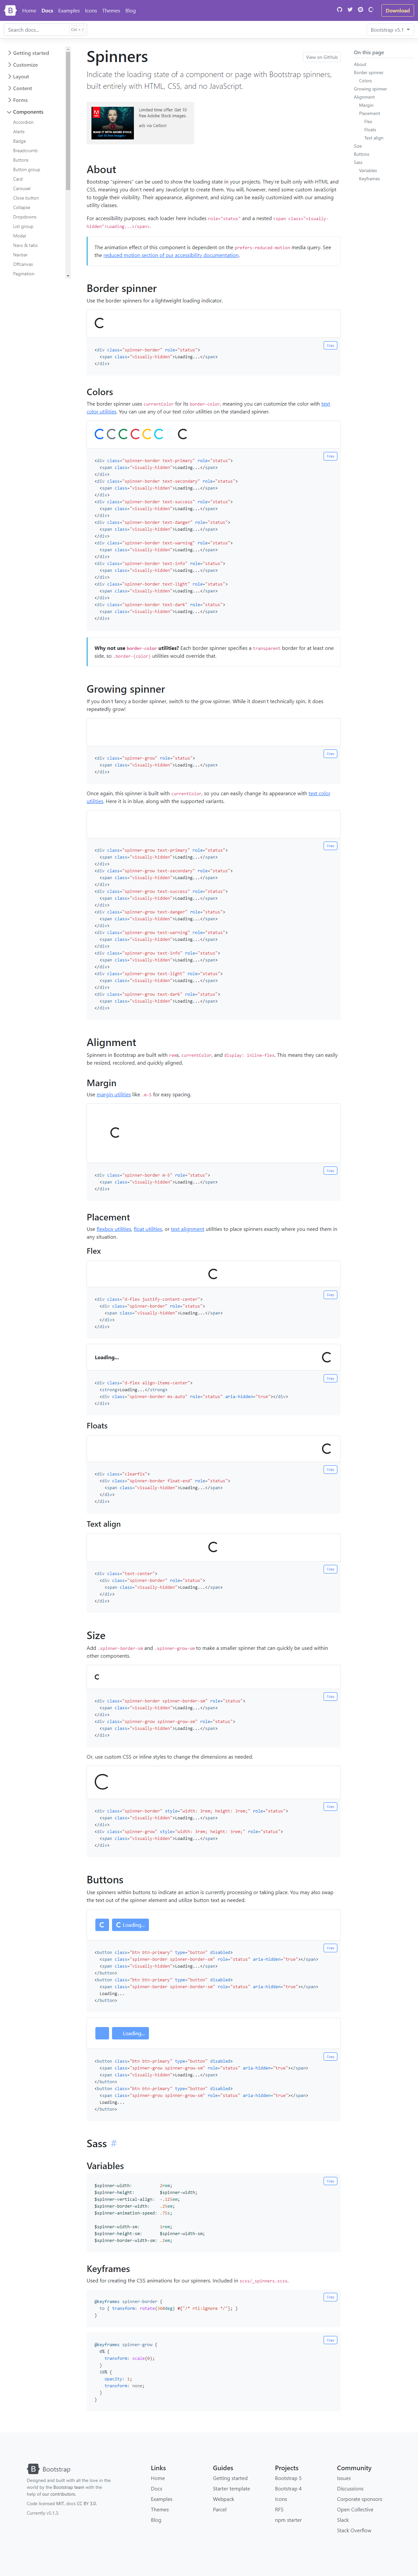 Home Docs Examples Icons Themes Blog Download
Search docs... Ctrl + / Bootstrap v5.1
Getting started
Customize
Layout
Content
Forms
Components
Accordion
Alerts
Badge
Breadcrumb
Buttons
Button group
Card
Carousel
Close button
Collapse
Dropdowns
List group
Modal
Navs & tabs
Navbar
Offcanvas
Pagination
Spinners
View on GitHub
Indicate the loading state of a component or page with Bootstrap spinners,
built entirely with HTML, CSS, and no JavaScript.
Limited time offer: Get 10
free Adobe Stock images.
ads via Carbon
On this page
About
Border spinner
Colors
Growing spinner
Alignment
Margin
Placement
Flex
Floats
Text align
Size
Buttons
Sass
Variables
Keyframes
About
Bootstrap “spinners” can be used to show the loading state in your projects. They’re built only with HTML and
CSS, meaning you don’t need any JavaScript to create them. You will, however, need some custom JavaScript
to toggle their visibility. Their appearance, alignment, and sizing can be easily customized with our amazing
utility classes.
For accessibility purposes, each loader here includes role="status" and a nested <span class="visually-
hidden">Loading...</span>.
The animation effect of this component is dependent on the prefers-reduced-motion media query. See
the reduced motion section of our accessibility documentation.
Border spinner
Use the border spinners for a lightweight loading indicator.
Copy
<div class="spinner-border" role="status">
<span class="visually-hidden">Loading...</span>
</div>
Colors
The border spinner uses currentColor for its border-color, meaning you can customize the color with text
color utilities. You can use any of our text color utilities on the standard spinner.
Copy
<div class="spinner-border text-primary" role="status">
<span class="visually-hidden">Loading...</span>
</div>
<div class="spinner-border text-secondary" role="status">
<span class="visually-hidden">Loading...</span>
</div>
<div class="spinner-border text-success" role="status">
<span class="visually-hidden">Loading...</span>
</div>
<div class="spinner-border text-danger" role="status">
<span class="visually-hidden">Loading...</span>
</div>
<div class="spinner-border text-warning" role="status">
<span class="visually-hidden">Loading...</span>
</div>
<div class="spinner-border text-info" role="status">
<span class="visually-hidden">Loading...</span>
</div>
<div class="spinner-border text-light" role="status">
<span class="visually-hidden">Loading...</span>
</div>
<div class="spinner-border text-dark" role="status">
<span class="visually-hidden">Loading...</span>
</div>
Why not use border-color utilities? Each border spinner specifies a transparent border for at least one
side, so .border-{color} utilities would override that.
Growing spinner
If you don’t fancy a border spinner, switch to the grow spinner. While it doesn’t technically spin, it does
repeatedly grow!
Copy
<div class="spinner-grow" role="status">
<span class="visually-hidden">Loading...</span>
</div>
Once again, this spinner is built with currentColor, so you can easily change its appearance with text color
utilities. Here it is in blue, along with the supported variants.
Copy
<div class="spinner-grow text-primary" role="status">
<span class="visually-hidden">Loading...</span>
</div>
<div class="spinner-grow text-secondary" role="status">
<span class="visually-hidden">Loading...</span>
</div>
<div class="spinner-grow text-success" role="status">
<span class="visually-hidden">Loading...</span>
</div>
<div class="spinner-grow text-danger" role="status">
<span class="visually-hidden">Loading...</span>
</div>
<div class="spinner-grow text-warning" role="status">
<span class="visually-hidden">Loading...</span>
</div>
<div class="spinner-grow text-info" role="status">
<span class="visually-hidden">Loading...</span>
</div>
<div class="spinner-grow text-light" role="status">
<span class="visually-hidden">Loading...</span>
</div>
<div class="spinner-grow text-dark" role="status">
<span class="visually-hidden">Loading...</span>
</div>
Alignment
Spinners in Bootstrap are built with rems, currentColor, and display: inline-flex. This means they can easily
be resized, recolored, and quickly aligned.
Margin
Use margin utilities like .m-5 for easy spacing.
Copy
<div class="spinner-border m-5" role="status">
<span class="visually-hidden">Loading...</span>
</div>
Placement
Use flexbox utilities, float utilities, or text alignment utilities to place spinners exactly where you need them in
any situation.
Flex
Copy
<div class="d-flex justify-content-center">
<div class="spinner-border" role="status">
<span class="visually-hidden">Loading...</span>
</div>
</div>
Loading...
Copy
<div class="d-flex align-items-center">
<strong>Loading...</strong>
<div class="spinner-border ms-auto" role="status" aria-hidden="true"></div>
</div>
Floats
Copy
<div class="clearfix">
<div class="spinner-border float-end" role="status">
<span class="visually-hidden">Loading...</span>
</div>
</div>
Text align
Copy
<div class="text-center">
<div class="spinner-border" role="status">
<span class="visually-hidden">Loading...</span>
</div>
</div>
Size
Add .spinner-border-sm and .spinner-grow-sm to make a smaller spinner that can quickly be used within
other components.
Copy
<div class="spinner-border spinner-border-sm" role="status">
<span class="visually-hidden">Loading...</span>
</div>
<div class="spinner-grow spinner-grow-sm" role="status">
<span class="visually-hidden">Loading...</span>
</div>
Or, use custom CSS or inline styles to change the dimensions as needed.
Copy
<div class="spinner-border" style="width: 3rem; height: 3rem;" role="status">
<span class="visually-hidden">Loading...</span>
</div>
<div class="spinner-grow" style="width: 3rem; height: 3rem;" role="status">
<span class="visually-hidden">Loading...</span>
</div>
Buttons
Use spinners within buttons to indicate an action is currently processing or taking place. You may also swap
the text out of the spinner element and utilize button text as needed.
Loading...
Copy
<button class="btn btn-primary" type="button" disabled>
<span class="spinner-border spinner-border-sm" role="status" aria-hidden="true"></span>
<span class="visually-hidden">Loading...</span>
</button>
<button class="btn btn-primary" type="button" disabled>
<span class="spinner-border spinner-border-sm" role="status" aria-hidden="true"></span>
Loading...
</button>
Loading...
Copy
<button class="btn btn-primary" type="button" disabled>
<span class="spinner-grow spinner-grow-sm" role="status" aria-hidden="true"></span>
<span class="visually-hidden">Loading...</span>
</button>
<button class="btn btn-primary" type="button" disabled>
<span class="spinner-grow spinner-grow-sm" role="status" aria-hidden="true"></span>
Loading...
</button>
Sass #
Variables
Copy
$spinner-width: 2rem;
$spinner-height: $spinner-width;
$spinner-vertical-align: -.125em;
$spinner-border-width: .25em;
$spinner-animation-speed: .75s;
$spinner-width-sm: 1rem;
$spinner-height-sm: $spinner-width-sm;
$spinner-border-width-sm: .2em;
Keyframes
Used for creating the CSS animations for our spinners. Included in scss/_spinners.scss.
Copy
@keyframes spinner-border {
to { transform: rotate(360deg) #{"/* rtl:ignore */"}; }
}
Copy
@keyframes spinner-grow {
0% {
transform: scale(0);
}
50% {
opacity: 1;
transform: none;
}
}
Bootstrap
Designed and built with all the love in the
world by the Bootstrap team with the
help of our contributors.
Code licensed MIT, docs CC BY 3.0.
Currently v5.1.3.
Links
Home
Docs
Examples
Themes
Blog
Guides
Getting started
Starter template
Webpack
Parcel
Projects
Bootstrap 5
Bootstrap 4
Icons
RFS
npm starter
Community
Issues
Discussions
Corporate sponsors
Open Collective
Slack
Stack Overflow